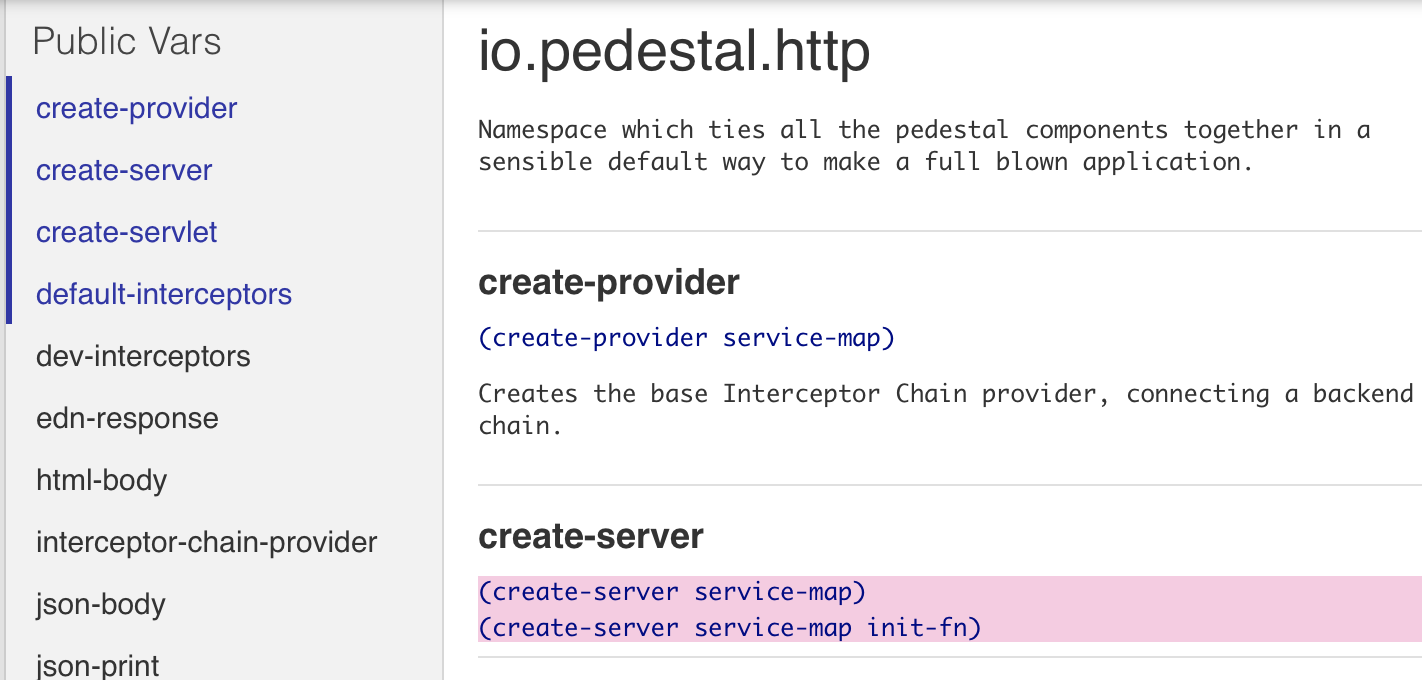 Public Vars
create-provider
create-server
create-servlet
default-interceptors
dev-interceptors
edn-response
html-body
interceptor-chain-provider
json-body
json-print
io.pedestal.http
Namespace which ties all the pedestal components together in a
sensible default way to make a full blown application.
create-provider
(create-provider service-map)
Creates the base Interceptor Chain provider, connecting a backend
chain.
create-server
(create-server service-map)
(create-server service-map init-fn)